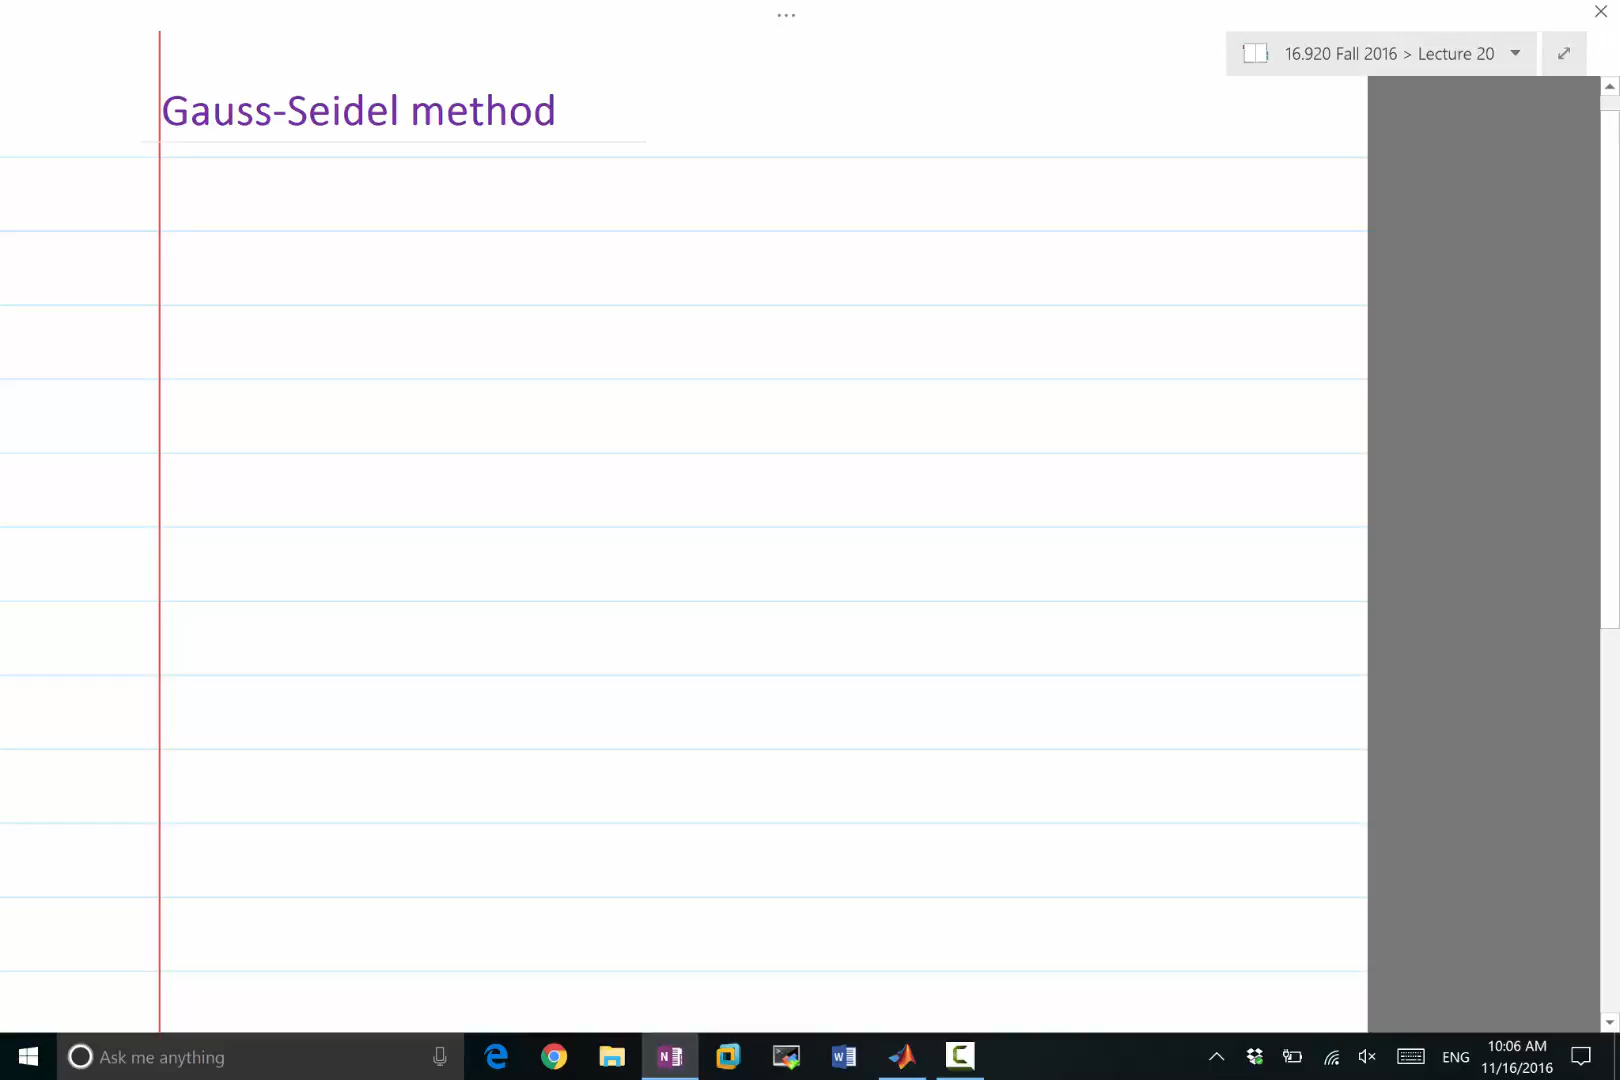 ...
16.920 Fall 2016 > Lecture 20
Gauss-Seidel method
Ask me anything
ENG
10:06 AM
11/16/2016